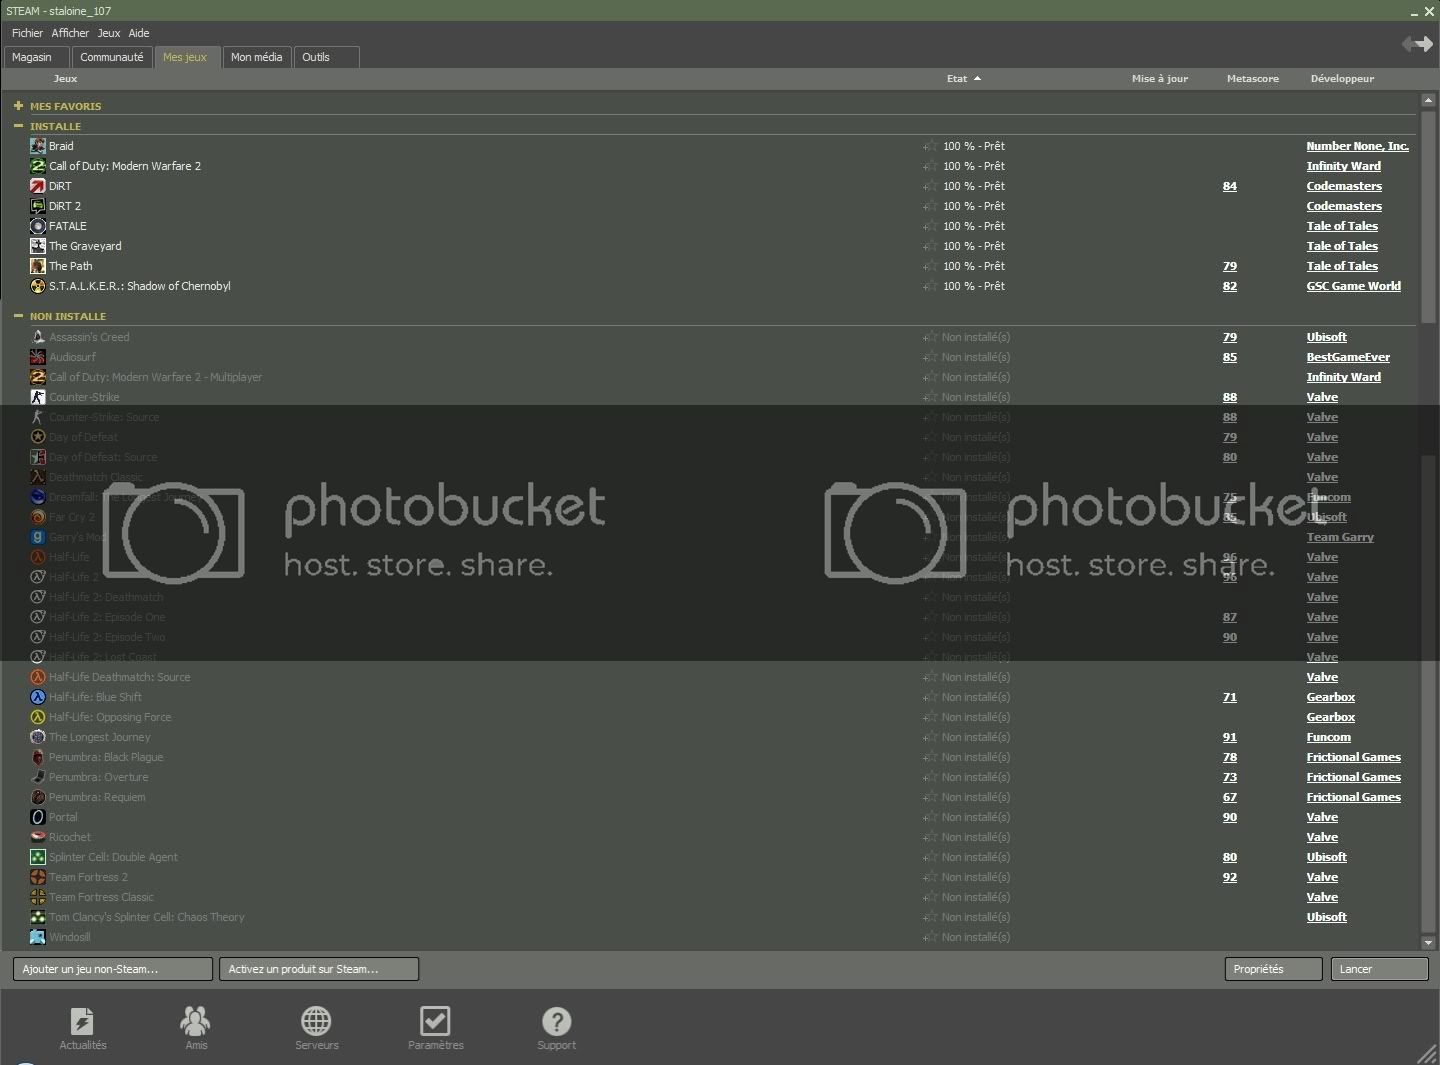 STEAM - staloine_107
Fichier Afficher Jeux Aide
Magasin Communauté Mes jeux Mon média Outils
Jeux Etat Mise à jour Metascore Développeur
MES FAVORIS
INSTALLE
Braid 100 % - Prêt Number None, Inc.
Call of Duty: Modern Warfare 2 100 % - Prêt Infinity Ward
DiRT 100 % - Prêt 84 Codemasters
DiRT 2 100 % - Prêt Codemasters
FATALE 100 % - Prêt Tale of Tales
The Graveyard 100 % - Prêt Tale of Tales
The Path 100 % - Prêt 79 Tale of Tales
S.T.A.L.K.E.R.: Shadow of Chernobyl 100 % - Prêt 82 GSC Game World
NON INSTALLE
Assassin's Creed Non installé(s) 79 Ubisoft
Audiosurf Non installé(s) 85 BestGameEver
Call of Duty: Modern Warfare 2 - Multiplayer Non installé(s) Infinity Ward
Counter-Strike Non installé(s) 88 Valve
Counter-Strike: Source Non installé(s) 88 Valve
Day of Defeat Non installé(s) 79 Valve
Day of Defeat: Source Non installé(s) 80 Valve
Deathmatch Classic Non installé(s) Valve
Dreamfall: The Longest Journey Non installé(s) 75 Funcom
Far Cry 2 Non installé(s) 85 Ubisoft
Garry's Mod Non installé(s) Team Garry
Half-Life Non installé(s) 96 Valve
Half-Life 2 Non installé(s) 96 Valve
Half-Life 2: Deathmatch Non installé(s) Valve
Half-Life 2: Episode One Non installé(s) 87 Valve
Half-Life 2: Episode Two Non installé(s) 90 Valve
Half-Life 2: Lost Coast Non installé(s) Valve
Half-Life Deathmatch: Source Non installé(s) Valve
Half-Life: Blue Shift Non installé(s) 71 Gearbox
Half-Life: Opposing Force Non installé(s) Gearbox
The Longest Journey Non installé(s) 91 Funcom
Penumbra: Black Plague Non installé(s) 78 Frictional Games
Penumbra: Overture Non installé(s) 73 Frictional Games
Penumbra: Requiem Non installé(s) 67 Frictional Games
Portal Non installé(s) 90 Valve
Ricochet Non installé(s) Valve
Splinter Cell: Double Agent Non installé(s) 80 Ubisoft
Team Fortress 2 Non installé(s) 92 Valve
Team Fortress Classic Non installé(s) Valve
Tom Clancy's Splinter Cell: Chaos Theory Non installé(s) Ubisoft
Windosill Non installé(s)
photobucket photobucket
host. store. share. host. store. share.
Ajouter un jeu non-Steam... Activez un produit sur Steam... Propriétés Lancer
Actualités Amis Serveurs Paramètres Support